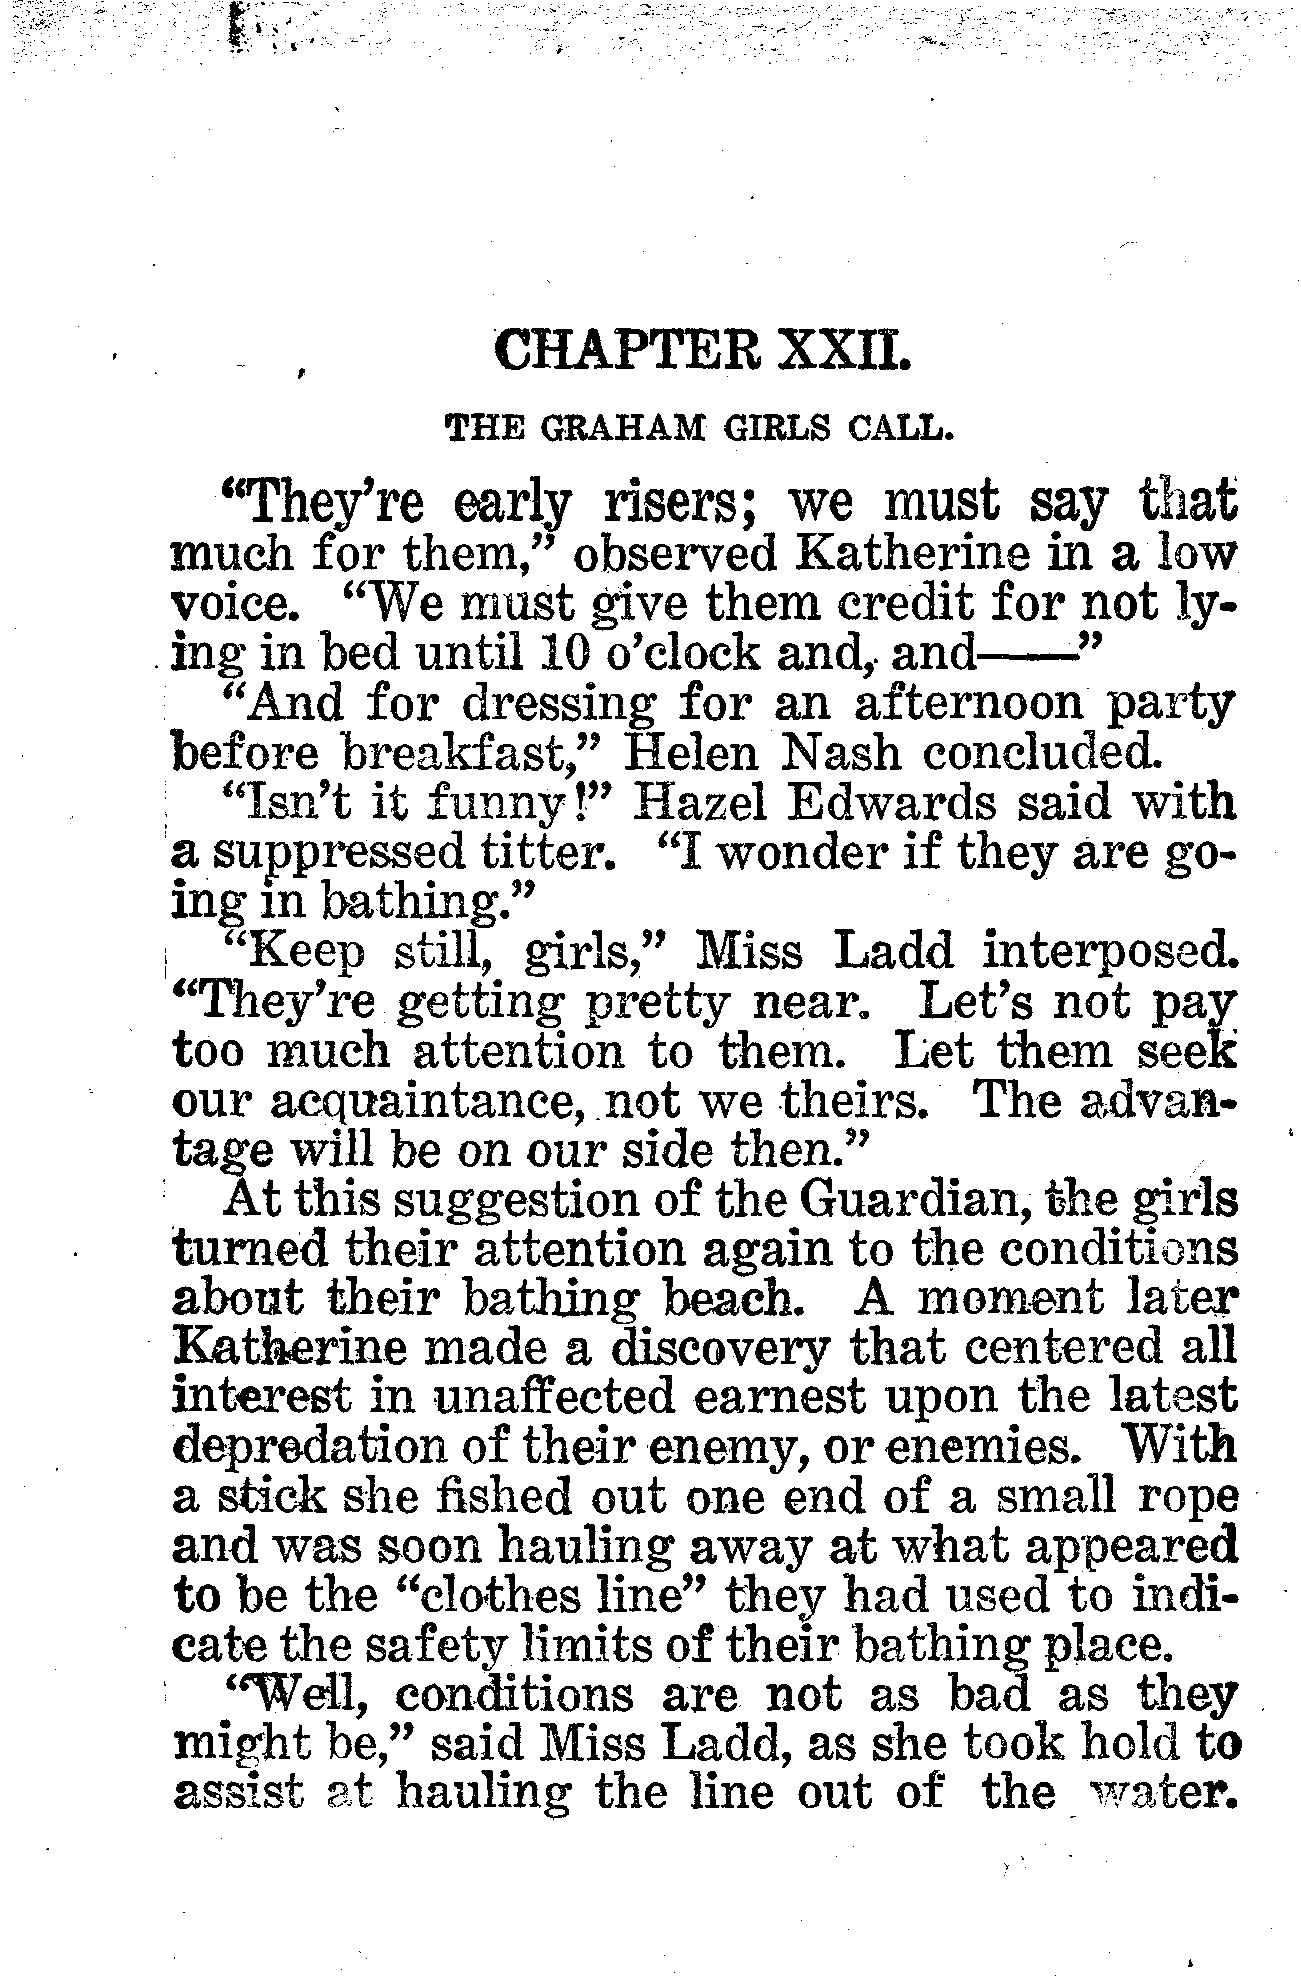 CHAPTER XXII.
THE GRAHAM GIRLS CALL.
“They’re early risers; we must say that
much for them,” observed Katherine in a low
voice. “We must give them credit for not ly-
ing in bed until 10 o’clock and, and——”
“And for dressing for an afternoon party
before breakfast,” Helen Nash concluded.
“Isn’t it funny!” Hazel Edwards said with
a suppressed titter. “I wonder if they are go-
ing in bathing.”
“Keep still, girls,” Miss Ladd interposed.
“They’re getting pretty near. Let’s not pay
too much attention to them. Let them seek
our acquaintance, not we theirs. The advan-
tage will be on our side then.”
At this suggestion of the Guardian, the girls
turned their attention again to the conditions
about their bathing beach. A moment later
Katherine made a discovery that centered all
interest in unaffected earnest upon the latest
depredation of their enemy, or enemies. With
a stick she fished out one end of a small rope
and was soon hauling away at what appeared
to be the “clothes line” they had used to indi-
cate the safety limits of their bathing place.
“Well, conditions are not as bad as they
might be,” said Miss Ladd, as she took hold to
assist at hauling the line out of the water.